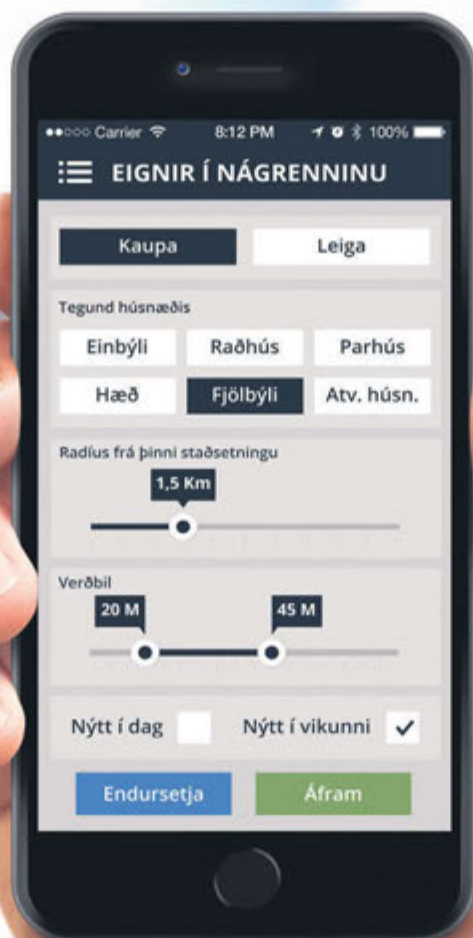 Carrier 8:12 PM 100%
EIGNIR Í NÁGRENNINU
Kaupa Leiga
Tegund húsnæðis
Einbýli Raðhús Parhús
Hæð Fjölbýli Atv. húsn.
Radíus frá þinni staðsetningu
1,5 Km
Verðbil
20 M 45 M
Nýtt í dag Nýtt í vikunni
Endursetja Áfram